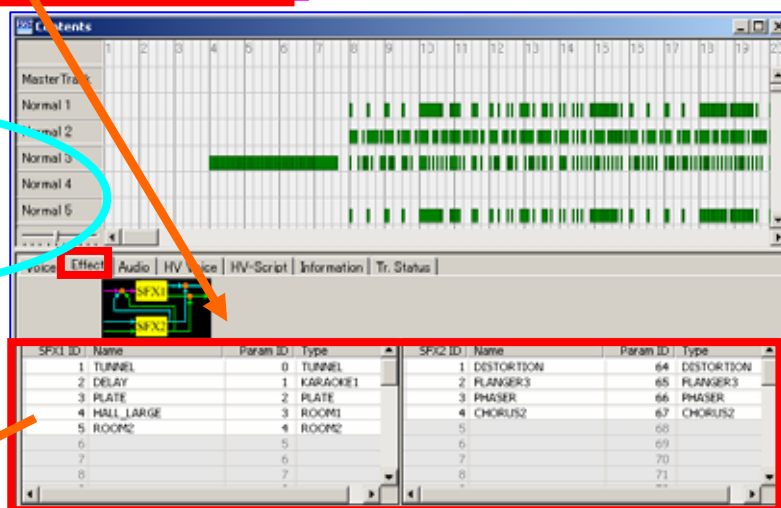 Contents
1 2 3 4 5 6 7 8 9 10 11 12 13 14 15 16 17 18 19
MasterTrack
Normal 1
Normal 2
Normal 3
Normal 4
Normal 5
Voice Effect Audio HV Voice HV-Script Information Tr. Status
SFX1
SFX2
SFX1 ID Name Param ID Type SFX2 ID Name Param ID Type
1 TUNNEL 0 TUNNEL 1 DISTORTION 64 DISTORTION
2 DELAY 1 KARAOKE1 2 FLANGER3 65 FLANGER3
3 PLATE 2 PLATE 3 PHASER 66 PHASER
4 HALL_LARGE 3 ROOM1 4 CHORUS2 67 CHORUS2
5 ROOM2 4 ROOM2 5 68
6 5 6 69
7 6 7 70
8 7 8 71